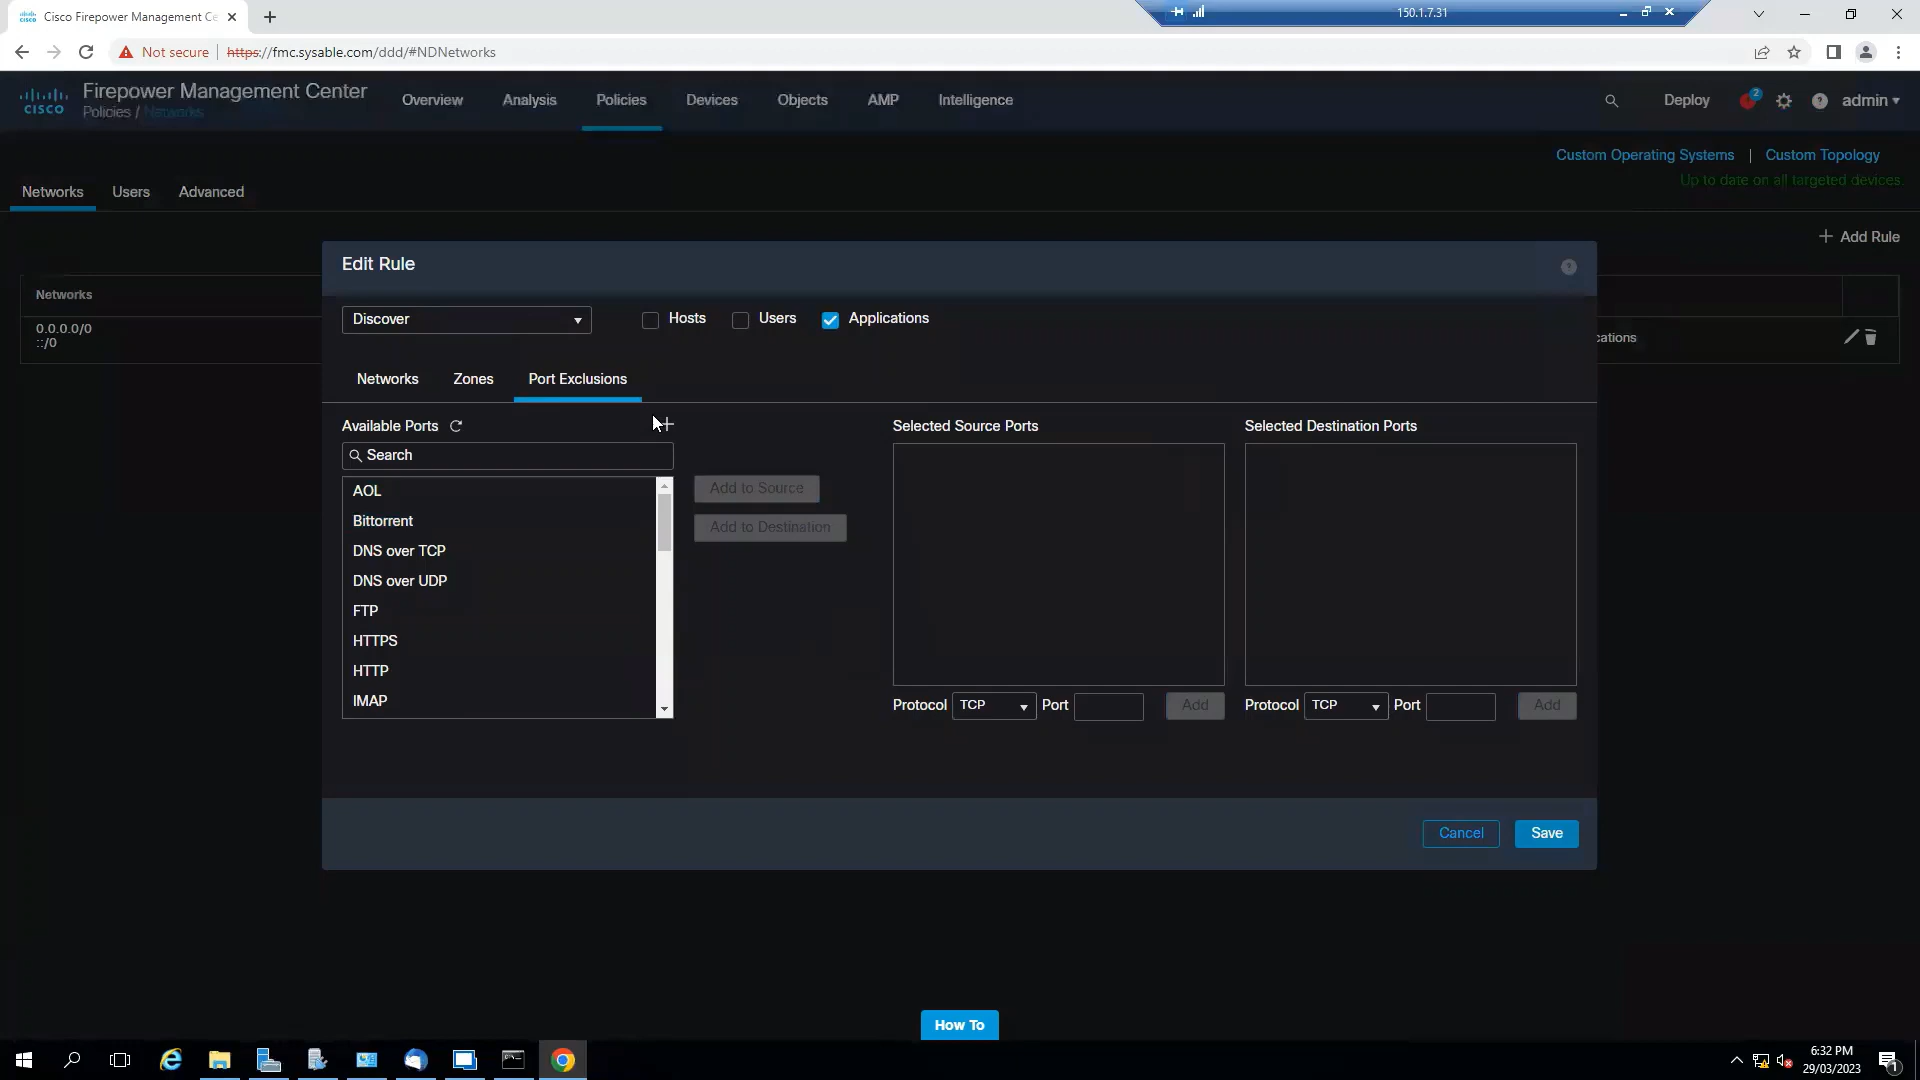 Cisco Firepower Management Ce
150.1.7.31
Not secure
https://fmc.sysable.com/ddd/#NDNetworks
CISCO
Firepower Management Center
Policies / Networks
Overview
Analysis
Policies
Devices
Objects
AMP
Intelligence
Deploy
2
admin
Custom Operating Systems | Custom Topology
Up to date on all targeted devices.
Networks
Users
Advanced
+ Add Rule
Networks
0.0.0.0/0
::/0
cations
Edit Rule
Discover
Hosts
Users
Applications
Networks
Zones
Port Exclusions
Available Ports
Search
AOL
Bittorrent
DNS over TCP
DNS over UDP
FTP
HTTPS
HTTP
IMAP
Add to Source
Add to Destination
Selected Source Ports
Protocol
TCP
Port
Add
Selected Destination Ports
Protocol
TCP
Port
Add
Cancel
Save
How To
6:32 PM
29/03/2023
1